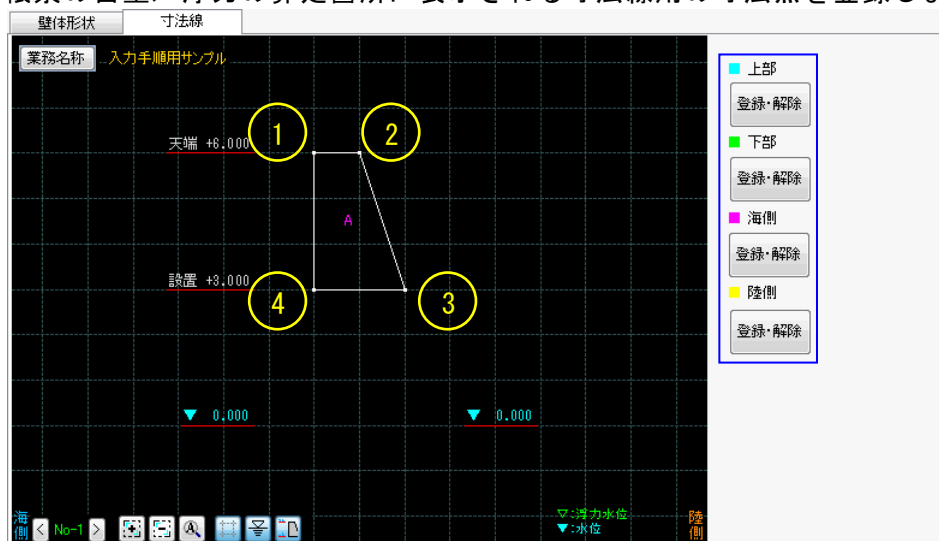 壁体形状 寸法線
業務名称 入力手順用サンプル
上部
登録・解除
天端 +6.000 1 2
下部
登録・解除
A
海側
登録・解除
設置 +3.000 4 3
陸側
登録・解除
▼ 0.000 ▼ 0.000
▽:浮力水位
▼:水位
海側 < No-1 > A 陸側